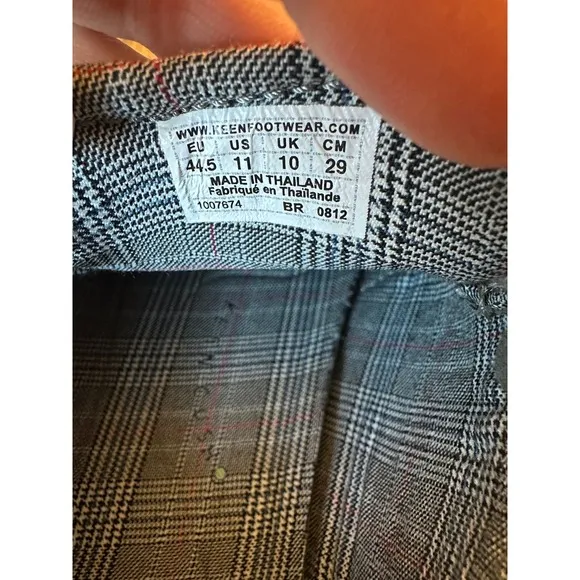 WWW.KEENFOOTWEAR.COM
EU US UK CM
44.5 11 10 29
MADE IN THAILAND
Fabriqué en Thaïlande
1007674 BR 0812